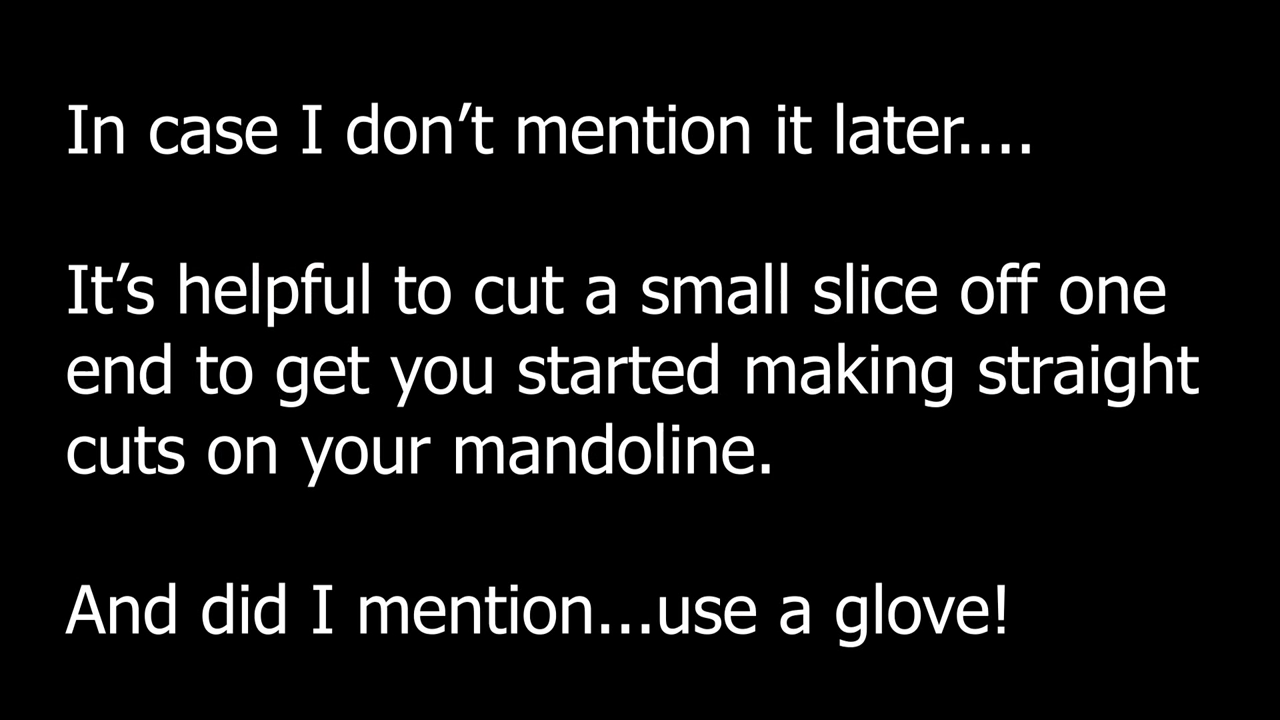 In case I don’t mention it later....
It’s helpful to cut a small slice off one
end to get you started making straight
cuts on your mandoline.
And did I mention...use a glove!